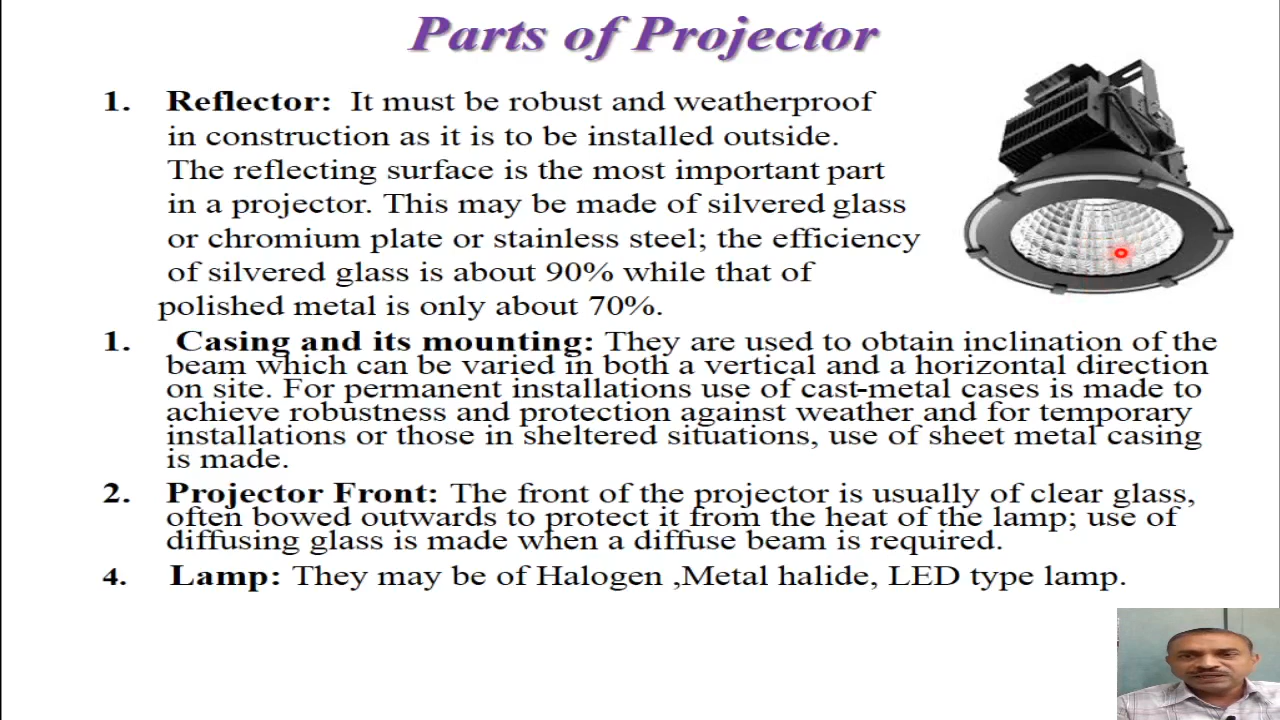 Parts of Projector
1. Reflector: It must be robust and weatherproof
in construction as it is to be installed outside.
The reflecting surface is the most important part
in a projector. This may be made of silvered glass
or chromium plate or stainless steel; the efficiency
of silvered glass is about 90% while that of
polished metal is only about 70%.
1. Casing and its mounting: They are used to obtain inclination of the
beam which can be varied in both a vertical and a horizontal direction
on site. For permanent installations use of cast-metal cases is made to
achieve robustness and protection against weather and for temporary
installations or those in sheltered situations, use of sheet metal casing
is made.
2. Projector Front: The front of the projector is usually of clear glass,
often bowed outwards to protect it from the heat of the lamp; use of
diffusing glass is made when a diffuse beam is required.
4. Lamp: They may be of Halogen ,Metal halide, LED type lamp.